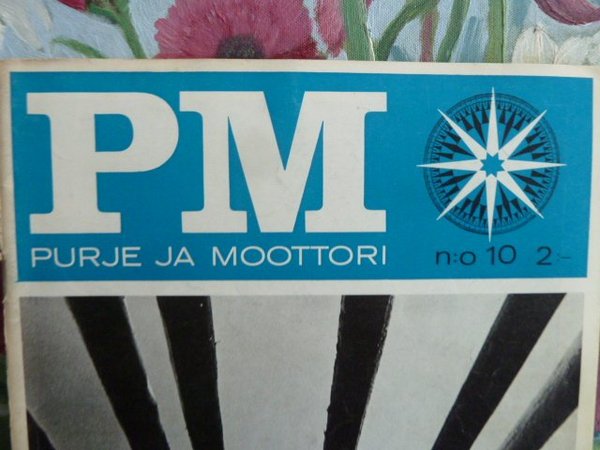 PM
PURJE JA MOOTTORI n:o 10 2:-